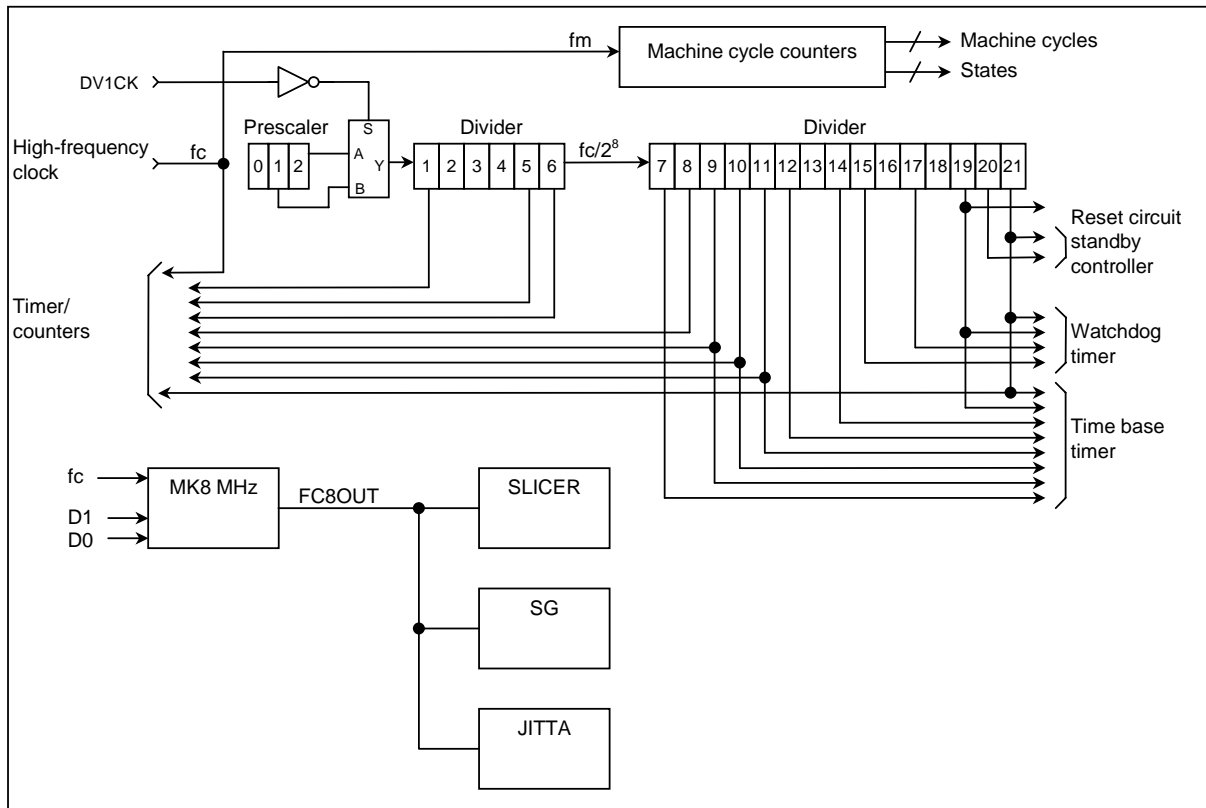 fm
Machine cycle counters
Machine cycles
States
DV1CK
High-frequency
clock
fc
Prescaler
0 1 2
S
A
B
Y
Divider
1 2 3 4 5 6
fc/2⁸
Divider
7 8 9 10 11 12 13 14 15 16 17 18 19 20 21
Reset circuit
standby
controller
Timer/
counters
Watchdog
timer
Time base
timer
fc
D1
D0
MK8 MHz
FC8OUT
SLICER
SG
JITTA